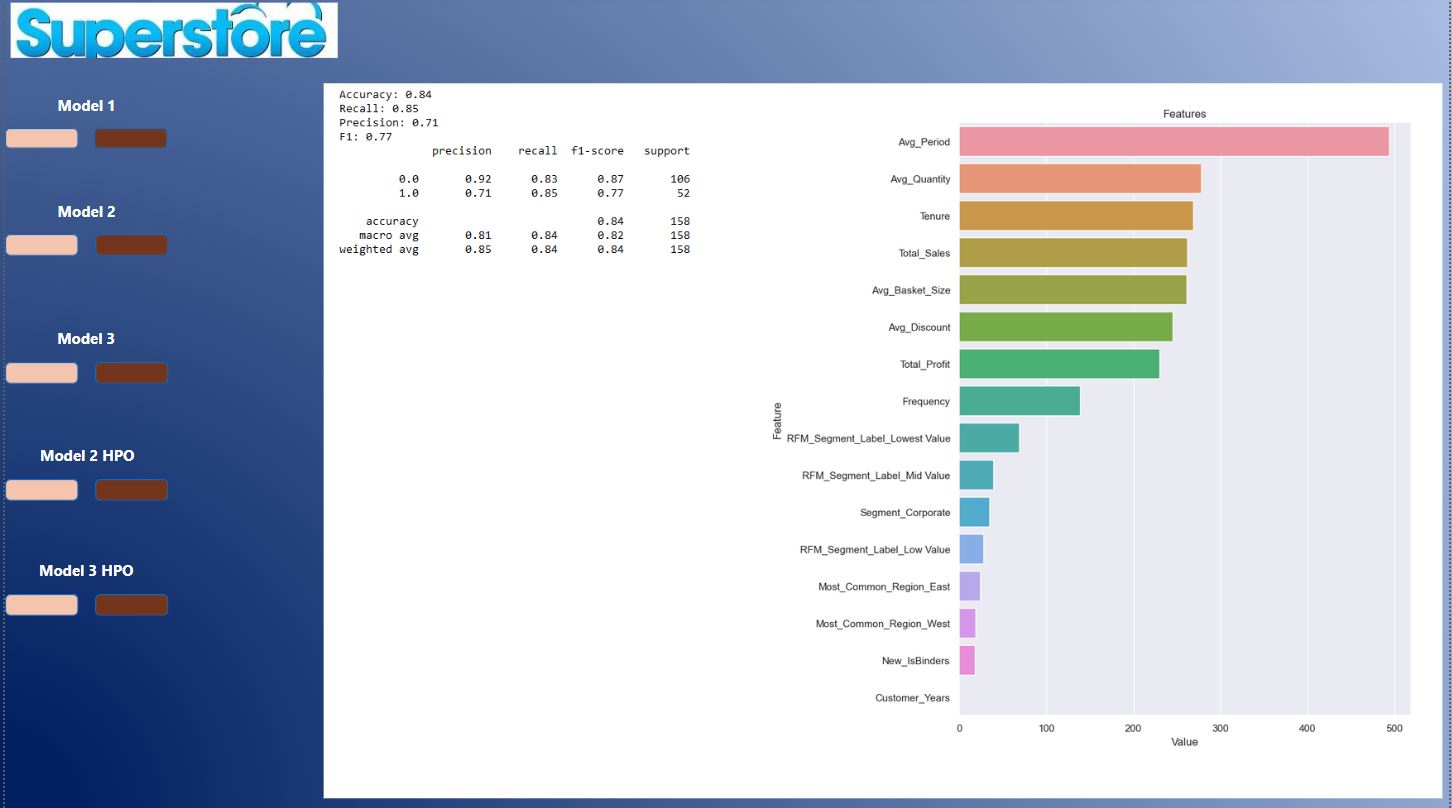 Superstore
Model 1
Model 2
Model 3
Model 2 HPO
Model 3 HPO
Accuracy: 0.84
Recall: 0.85
Precision: 0.71
F1: 0.77
precision recall f1-score support
0.0 0.92 0.83 0.87 106
1.0 0.71 0.85 0.77 52
accuracy 0.84 158
macro avg 0.81 0.84 0.82 158
weighted avg 0.85 0.84 0.84 158
Features
Feature
Avg_Period
Avg_Quantity
Tenure
Total_Sales
Avg_Basket_Size
Avg_Discount
Total_Profit
Frequency
RFM_Segment_Label_Lowest Value
RFM_Segment_Label_Mid Value
Segment_Corporate
RFM_Segment_Label_Low Value
Most_Common_Region_East
Most_Common_Region_West
New_IsBinders
Customer_Years
0 100 200 300 400 500
Value